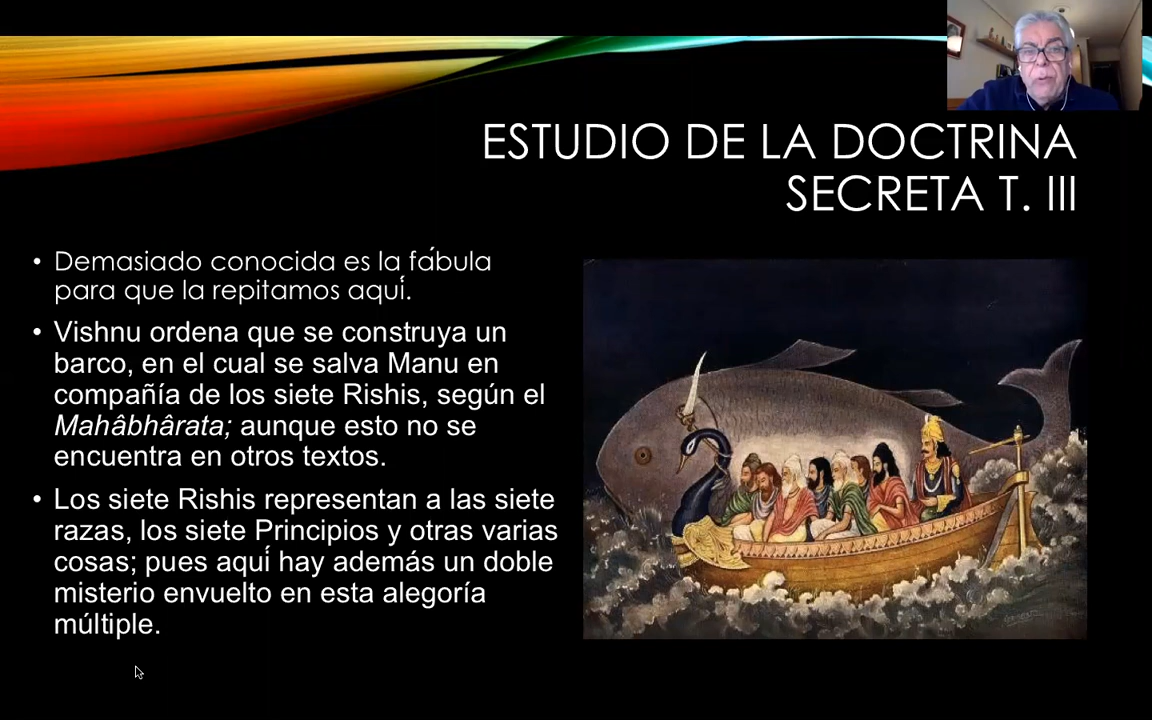 ESTUDIO DE LA DOCTRINA
SECRETA T. III
• Demasiado conocida es la fábula
para que la repitamos aquí.
• Vishnu ordena que se construya un
barco, en el cual se salva Manu en
compañía de los siete Rishis, según el
Mahâbhârata; aunque esto no se
encuentra en otros textos.
• Los siete Rishis representan a las siete
razas, los siete Principios y otras varias
cosas; pues aquí hay además un doble
misterio envuelto en esta alegoría
múltiple.